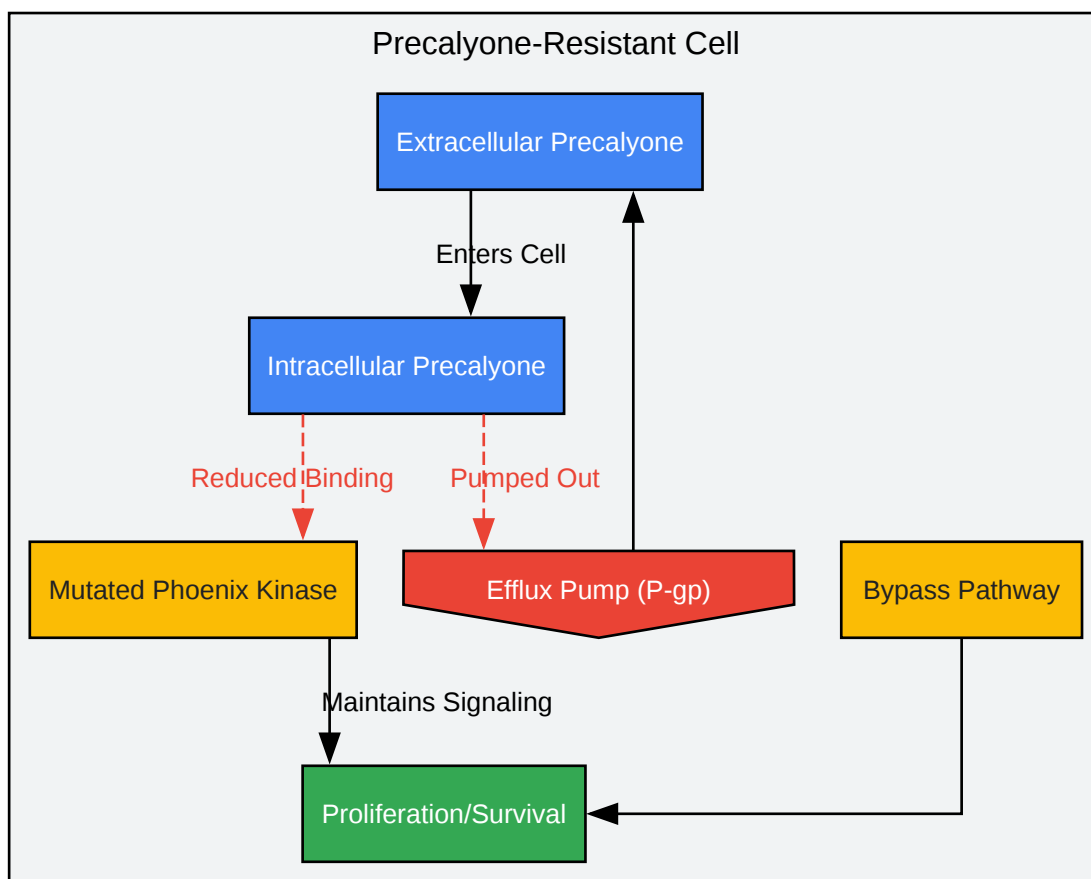 Precalyone-Resistant Cell
Extracellular Precalyone
Enters Cell
Intracellular Precalyone
Reduced Binding
Pumped Out
Mutated Phoenix Kinase
Efflux Pump (P-gp)
Bypass Pathway
Maintains Signaling
Proliferation/Survival